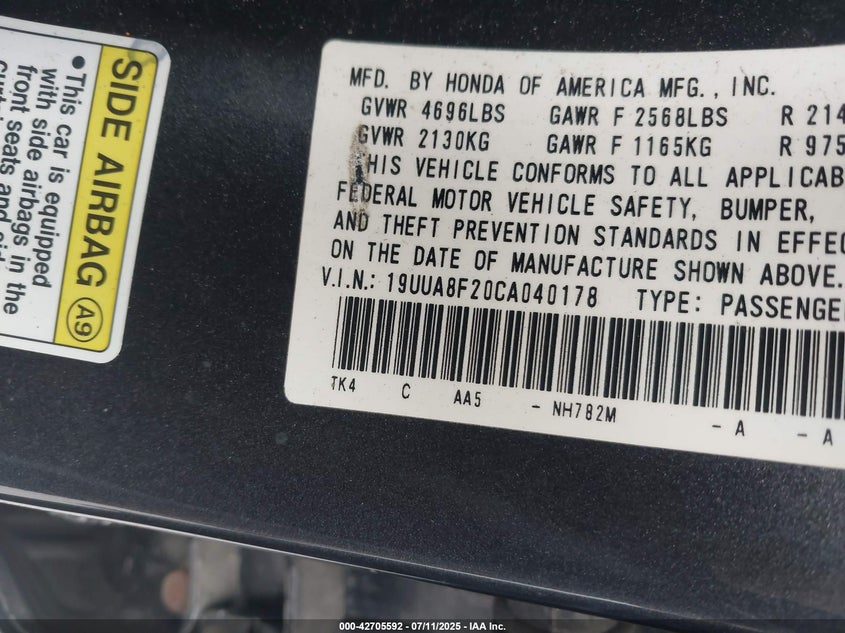 SIDE AIRBAG A9
•This car is equipped
with side airbags in the
front seats and
MFD. BY HONDA OF AMERICA MFG., INC.
GVWR 4696LBS GAWR F 2568LBS R 214
GVWR 2130KG GAWR F 1165KG R 975
THIS VEHICLE CONFORMS TO ALL APPLICAB
FEDERAL MOTOR VEHICLE SAFETY, BUMPER,
AND THEFT PREVENTION STANDARDS IN EFFEC
ON THE DATE OF MANUFACTURE SHOWN ABOVE.
V.I.N.: 19UUA8F20CA040178 TYPE: PASSENGE
TK4 C AA5 - NH782M - A - A
000-42705592 - 07/11/2025 - IAA Inc.